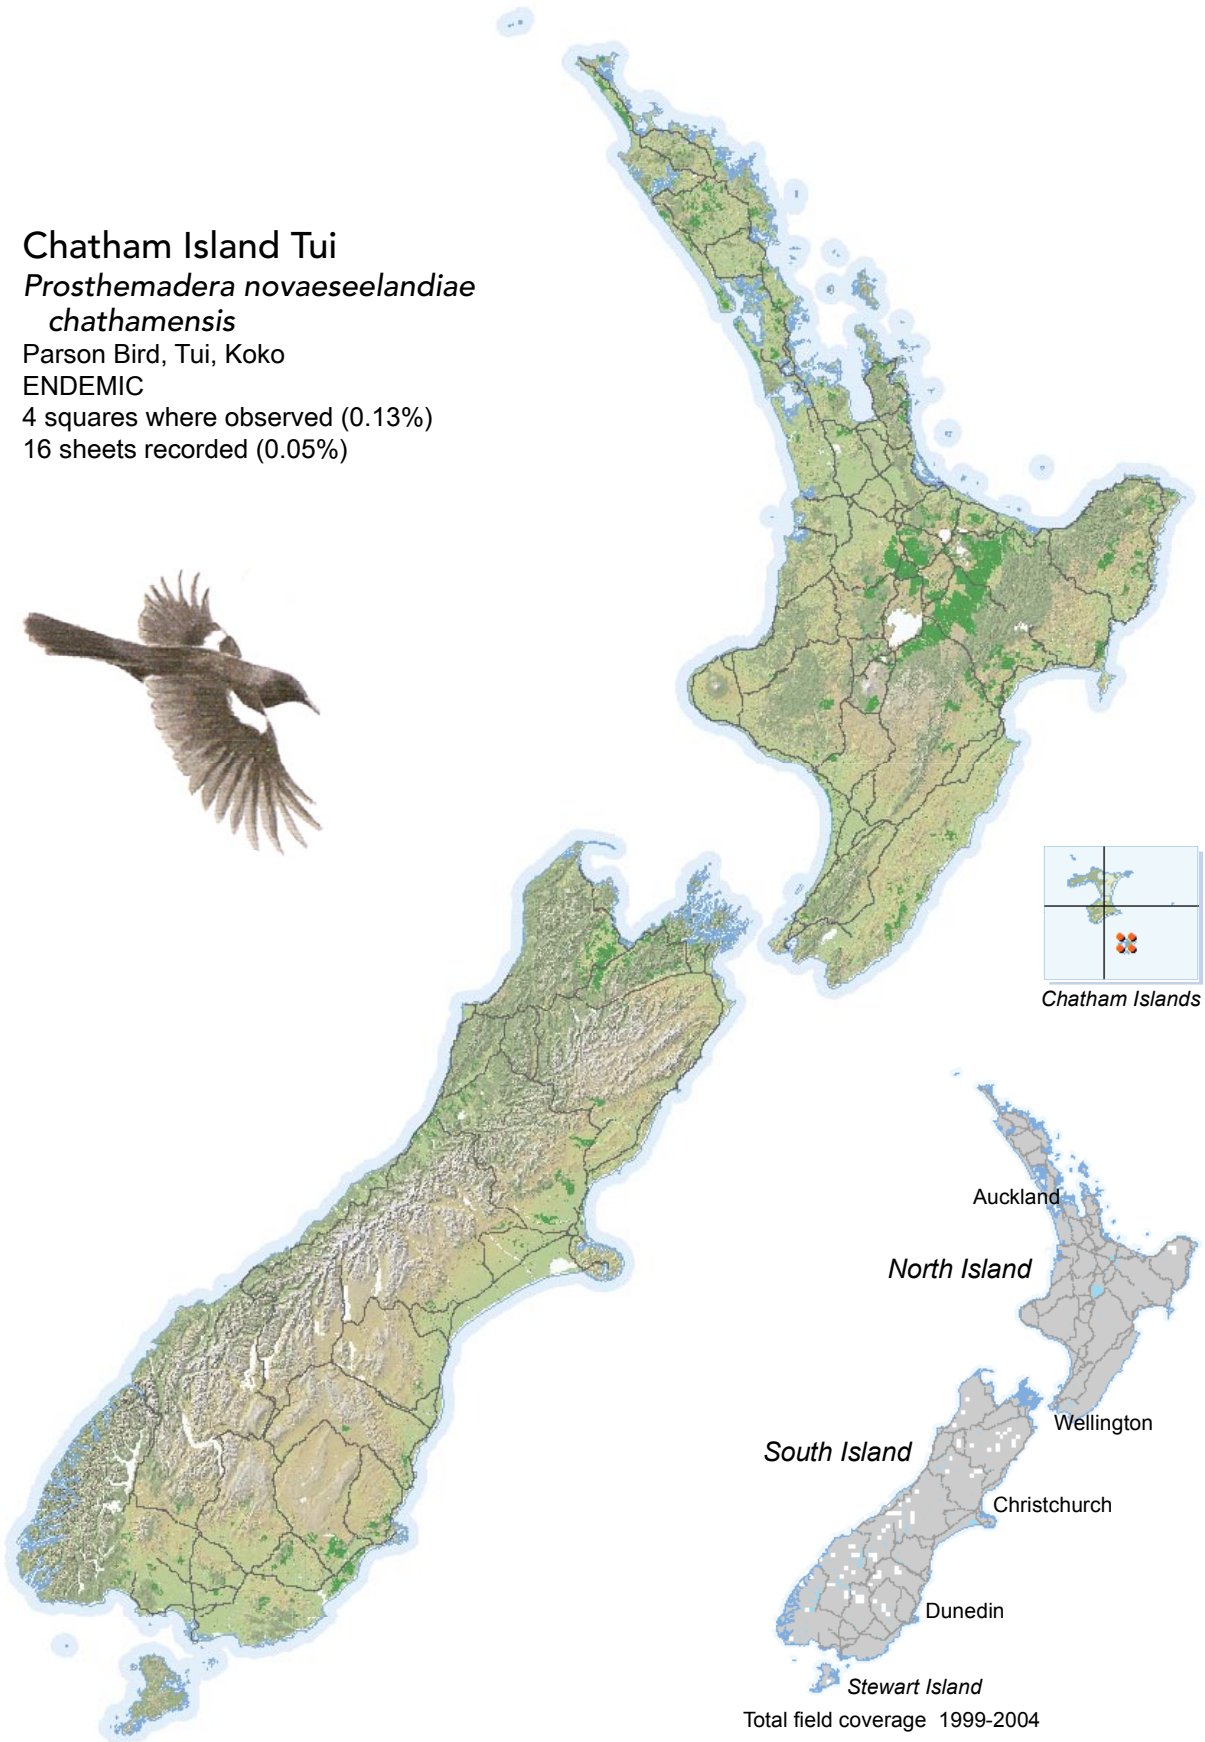 Chatham Island Tui
Prosthemadera novaeseelandiae
chathamensis
Parson Bird, Tui, Koko
ENDEMIC
4 squares where observed (0.13%)
16 sheets recorded (0.05%)
Chatham Islands
Auckland
North Island
Wellington
South Island
Christchurch
Dunedin
Stewart Island
Total field coverage 1999-2004